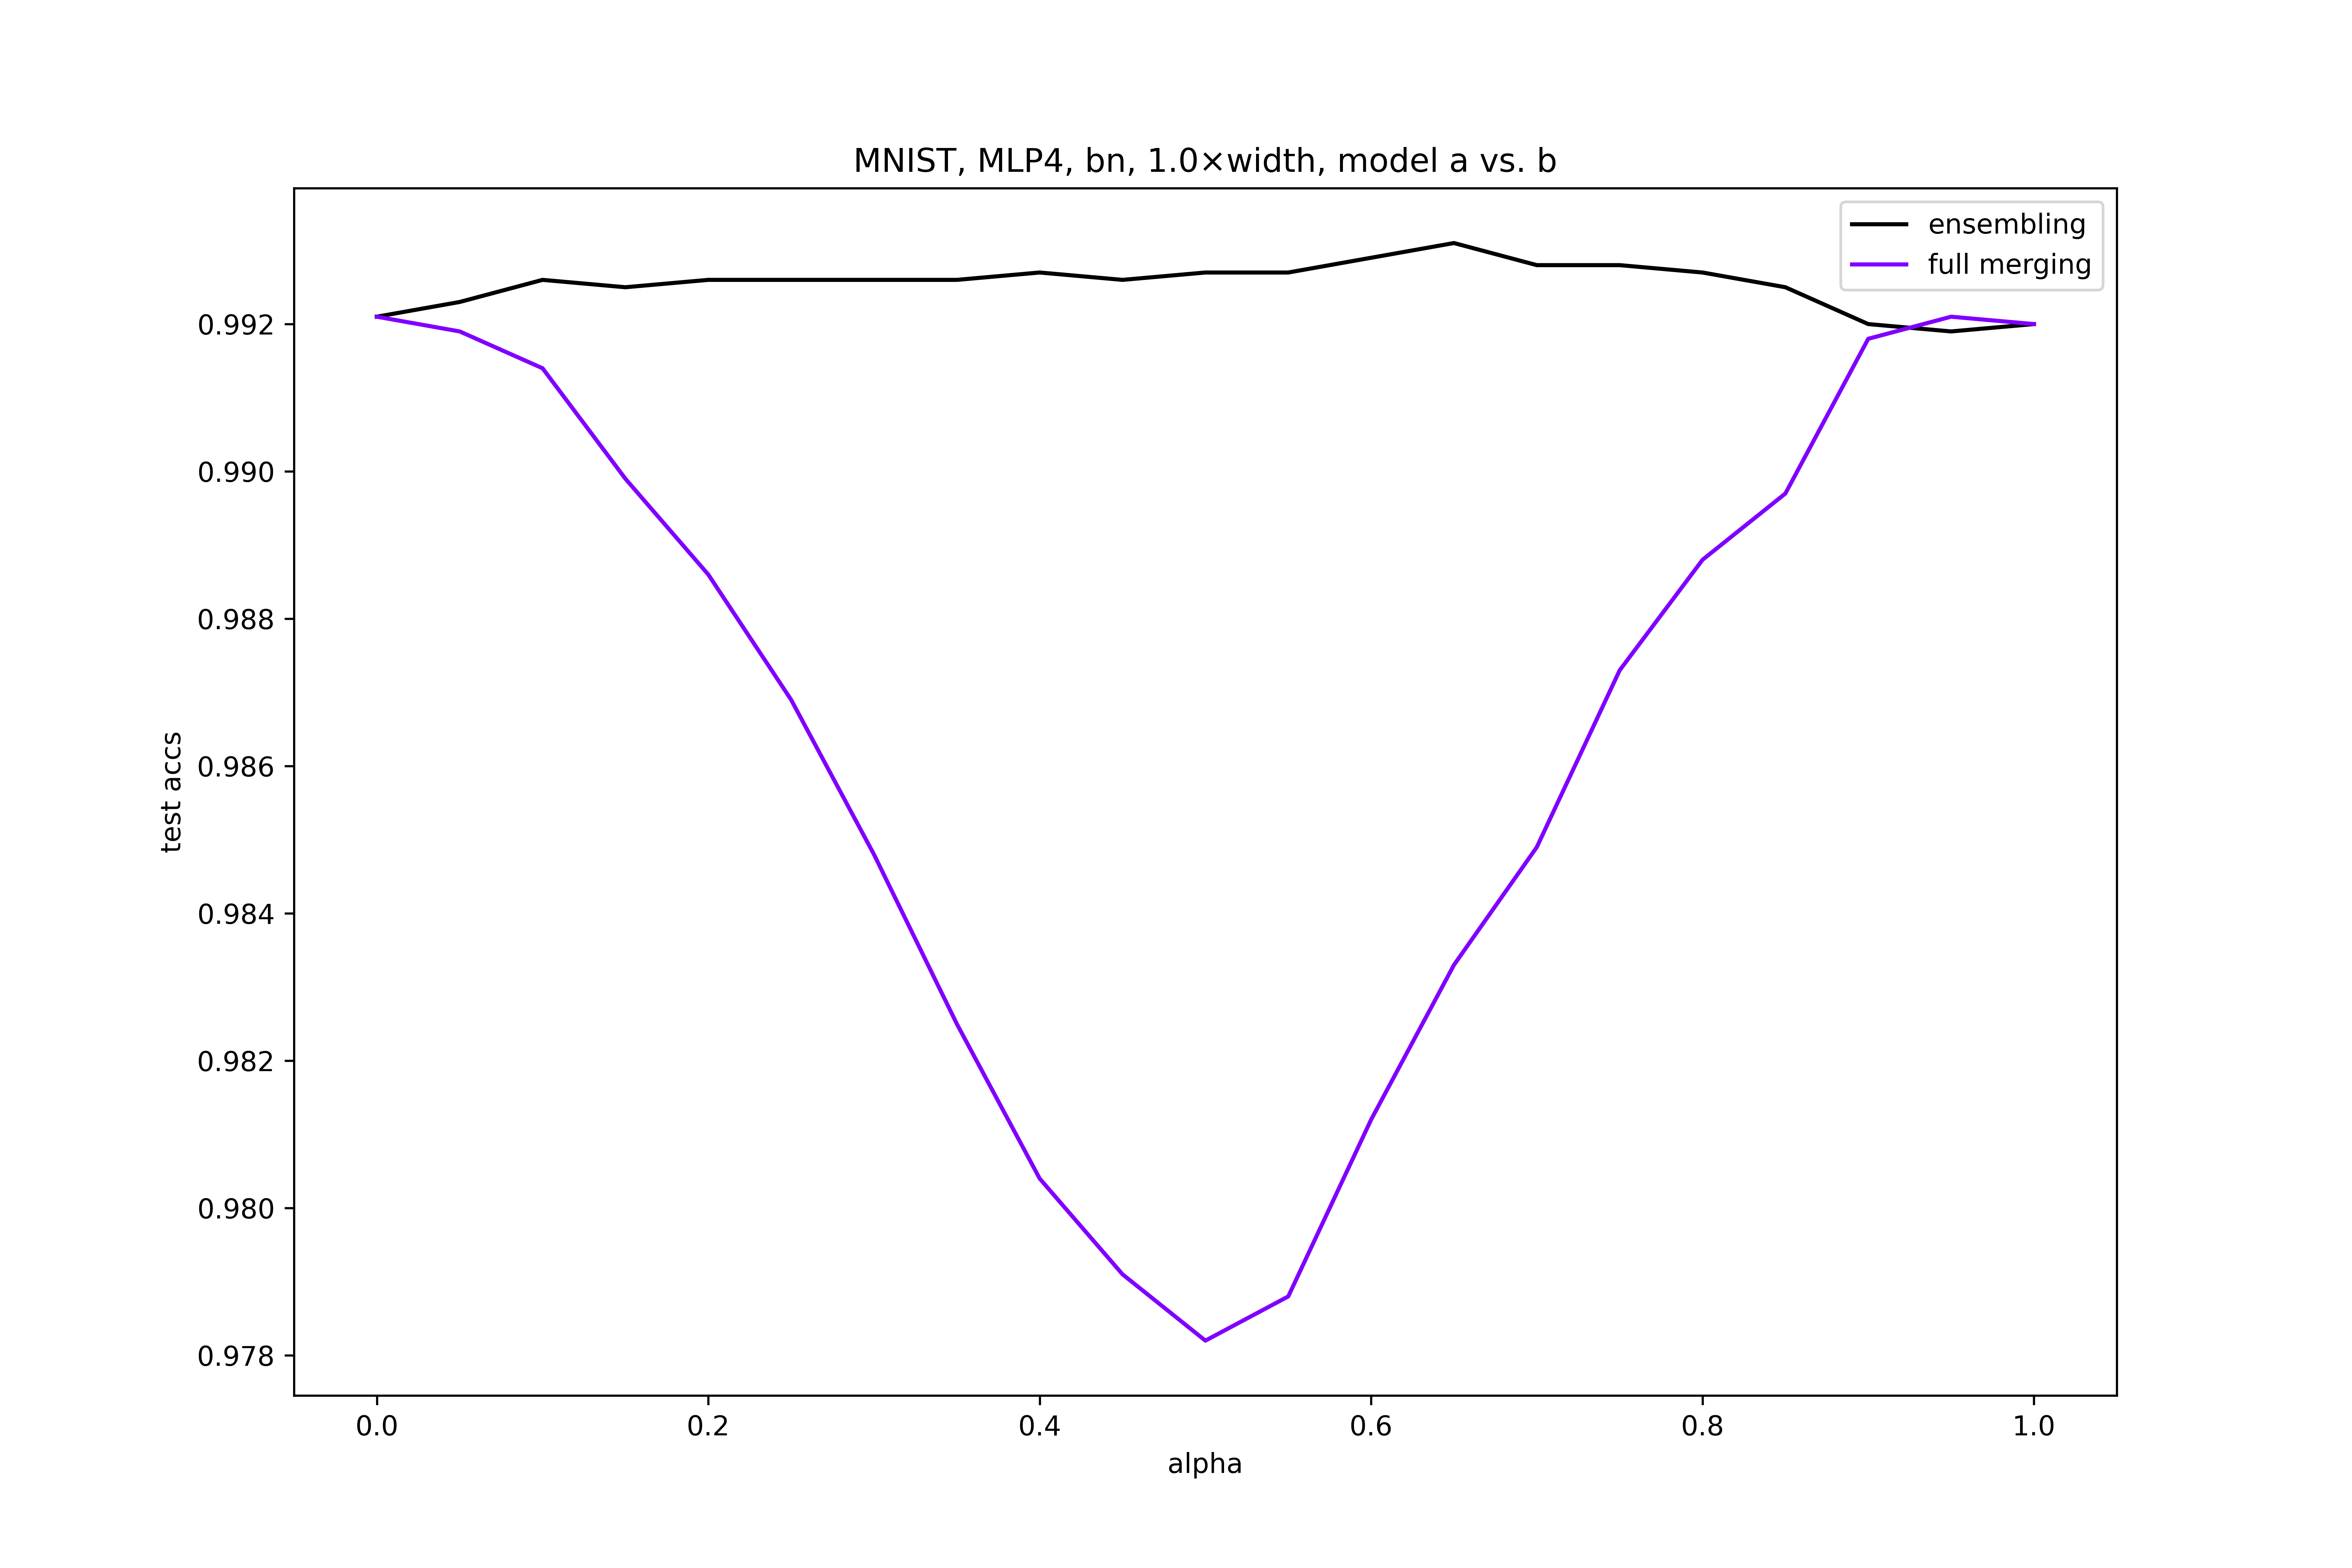 MNIST, MLP4, bn, 1.0×width, model a vs. b
ensembling
full merging
0.992
0.990
0.988
0.986
0.984
0.982
0.980
0.978
test accs
0.0 0.2 0.4 0.6 0.8 1.0
alpha